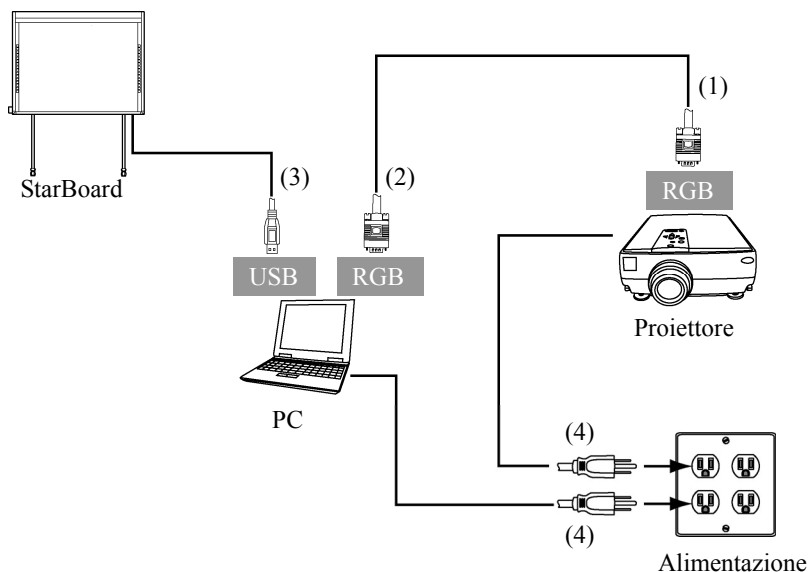 (1)
(3)
(2)
StarBoard
RGB
USB
RGB
Proiettore
PC
(4)
(4)
Alimentazione